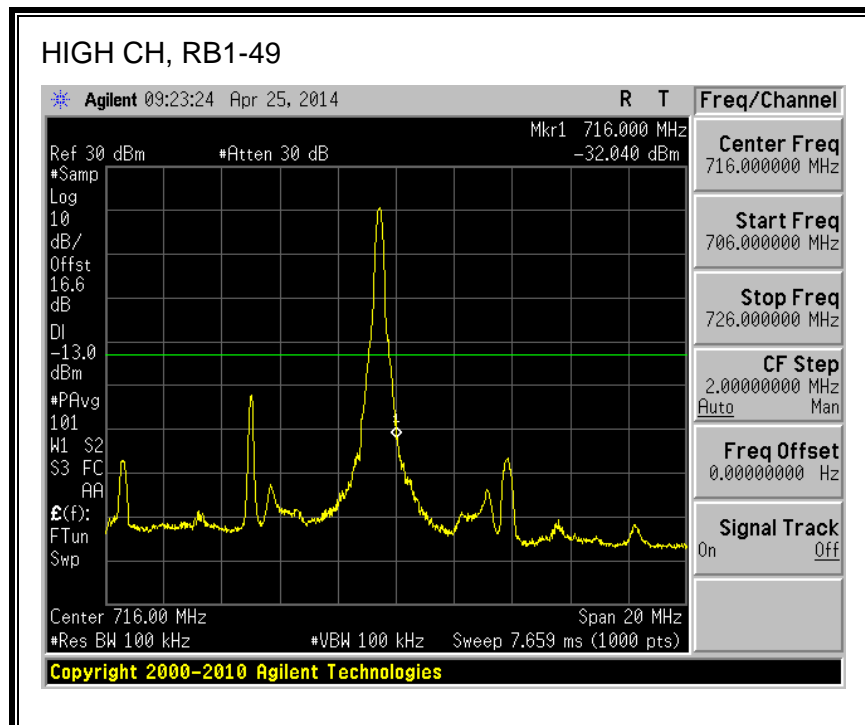 HIGH CH, RB1-49
Agilent 09:23:24 Apr 25, 2014 R T
Freq/Channel
Mkr1 716.000 MHz
Ref 30 dBm #Atten 30 dB -32.040 dBm
#Samp
Log
10
dB/
Offst
16.6
dB
DI
-13.0
dBm
#PAvg
101
W1 S2
S3 FC
AA
£(f):
FTun
Swp
Center 716.00 MHz Span 20 MHz
#Res BW 100 kHz #VBW 100 kHz Sweep 7.659 ms (1000 pts)
Center Freq
716.000000 MHz
Start Freq
706.000000 MHz
Stop Freq
726.000000 MHz
CF Step
2.00000000 MHz
Auto Man
Freq Offset
0.00000000 Hz
Signal Track
On Off
Copyright 2000-2010 Agilent Technologies